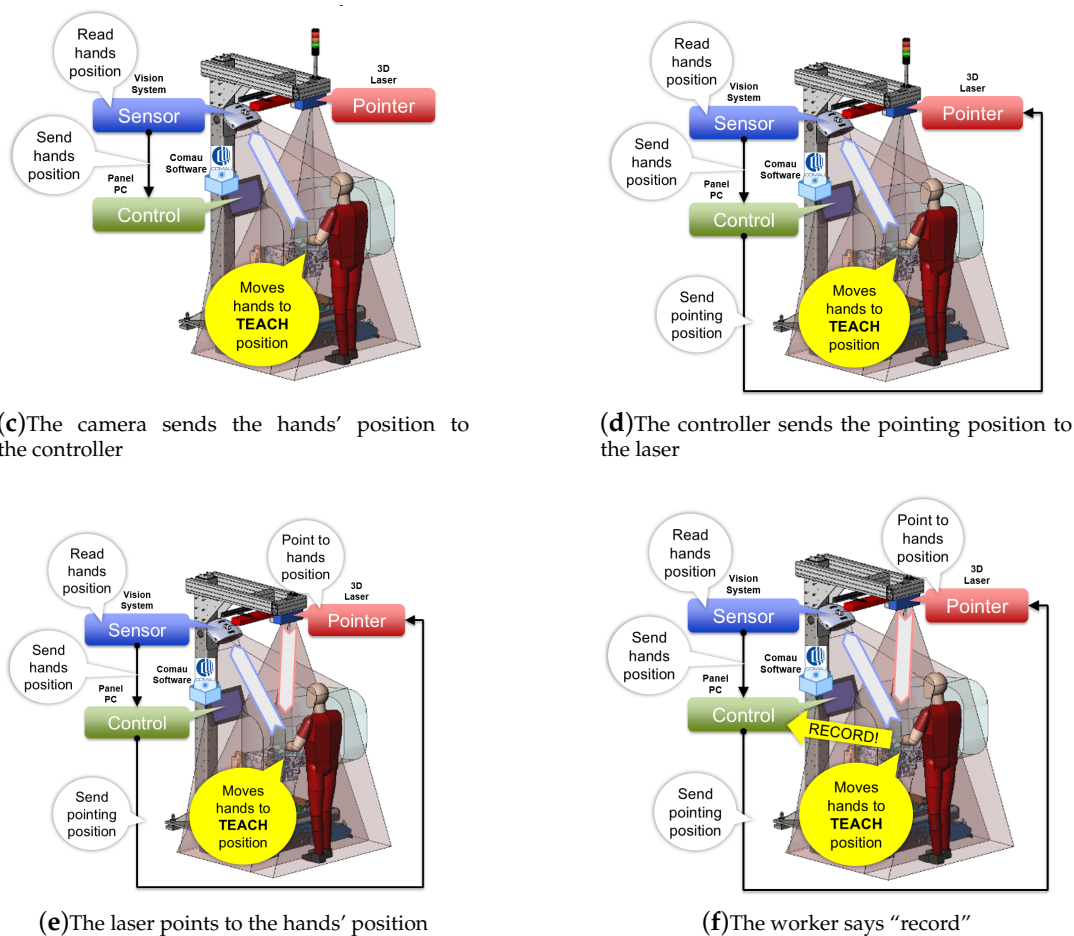 Read
hands
position
Vision
System
3D
Laser
Sensor
Pointer
Send
hands
position
Comau
Software
COMAU
Panel
PC
Control
Moves
hands to
TEACH
position
(c)The camera sends the hands’ position to
the controller
Read
hands
position
Vision
System
3D
Laser
Sensor
Pointer
Send
hands
position
Comau
Software
COMAU
Panel
PC
Control
Send
pointing
position
Moves
hands to
TEACH
position
(d)The controller sends the pointing position to
the laser
Read
hands
position
Point to
hands
position
Vision
System
3D
Laser
Sensor
Pointer
Send
hands
position
Comau
Software
COMAU
Panel
PC
Control
Send
pointing
position
Moves
hands to
TEACH
position
(e)The laser points to the hands’ position
Read
hands
position
Point to
hands
position
Vision
System
3D
Laser
Sensor
Pointer
Send
hands
position
Comau
Software
COMAU
Panel
PC
Control
RECORD!
Send
pointing
position
Moves
hands to
TEACH
position
(f)The worker says “record”